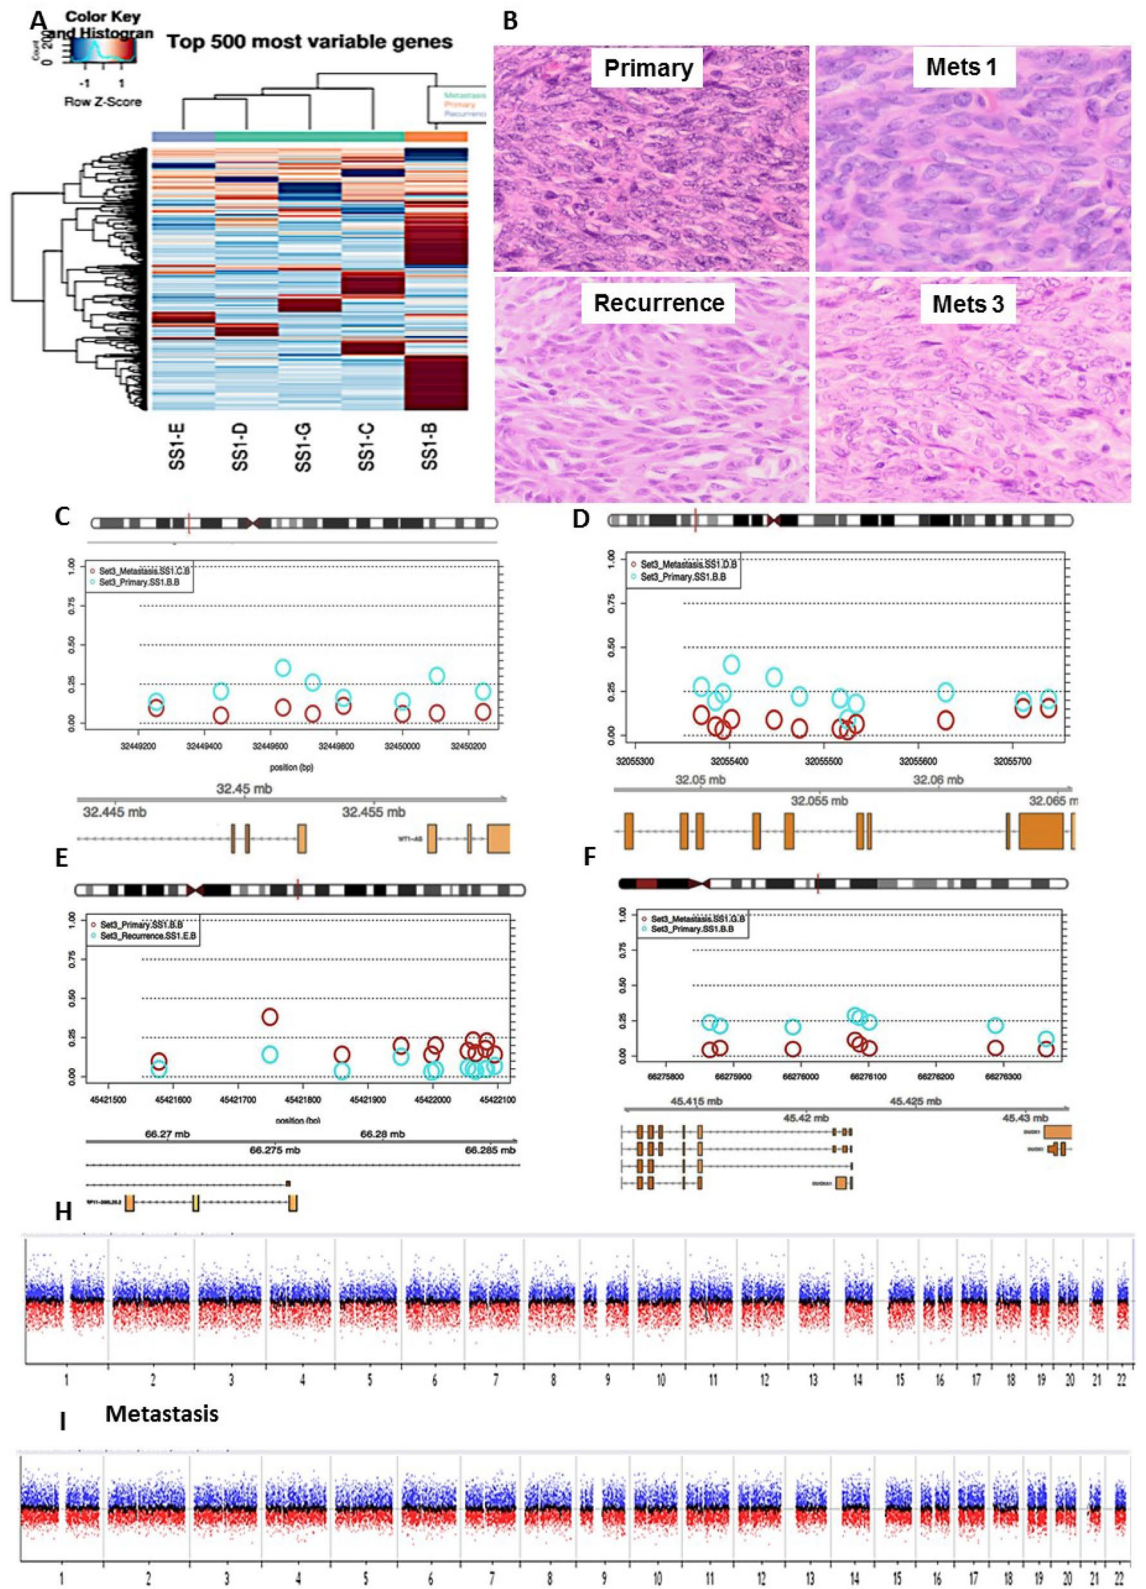 A
Color Key
and Histogran
Count
0 20
-1 1
Row Z-Score
Top 500 most variable genes
Metastasis
Primary
Recurrence
SS1-E
SS1-D
SS1-G
SS1-C
SS1-B
B
Primary
Mets 1
Recurrence
Mets 3
C
Set3_Metastasis.SS1.C.B
Set3_Primary.SS1.B.B
1.00
0.75
0.50
0.25
0.00
32449200 32449400 32449600 32449800 32450000 32450200
position (bp)
32.45 mb
32.445 mb 32.455 mb
WT1-AS
D
Set3_Metastasis.SS1.D.B
Set3_Primary.SS1.B.B
1.00
0.75
0.50
0.25
0.00
32055300 32055400 32055500 32055600 32055700
32.05 mb 32.06 mb
32.055 mb 32.065 m
E
Set3_Primary.SS1.B.B
Set3_Recurrence.SS1.E.B
1.00
0.75
0.50
0.25
0.00
45421500 45421600 45421700 45421800 45421900 45422000 45422100
position (bp)
66.27 mb 66.28 mb
66.275 mb 66.285 mb
F
Set3_Metastasis.SS1.G.B
Set3_Primary.SS1.B.B
1.00
0.75
0.50
0.25
0.00
66275800 66275900 66276000 66276100 66276200 66276300
45.415 mb 45.425 mb
45.42 mb 45.43 mb
H
1 2 3 4 5 6 7 8 9 10 11 12 13 14 15 16 17 18 19 20 21 22
I Metastasis
1 2 3 4 5 6 7 8 9 10 11 12 13 14 15 16 17 18 19 20 21 22